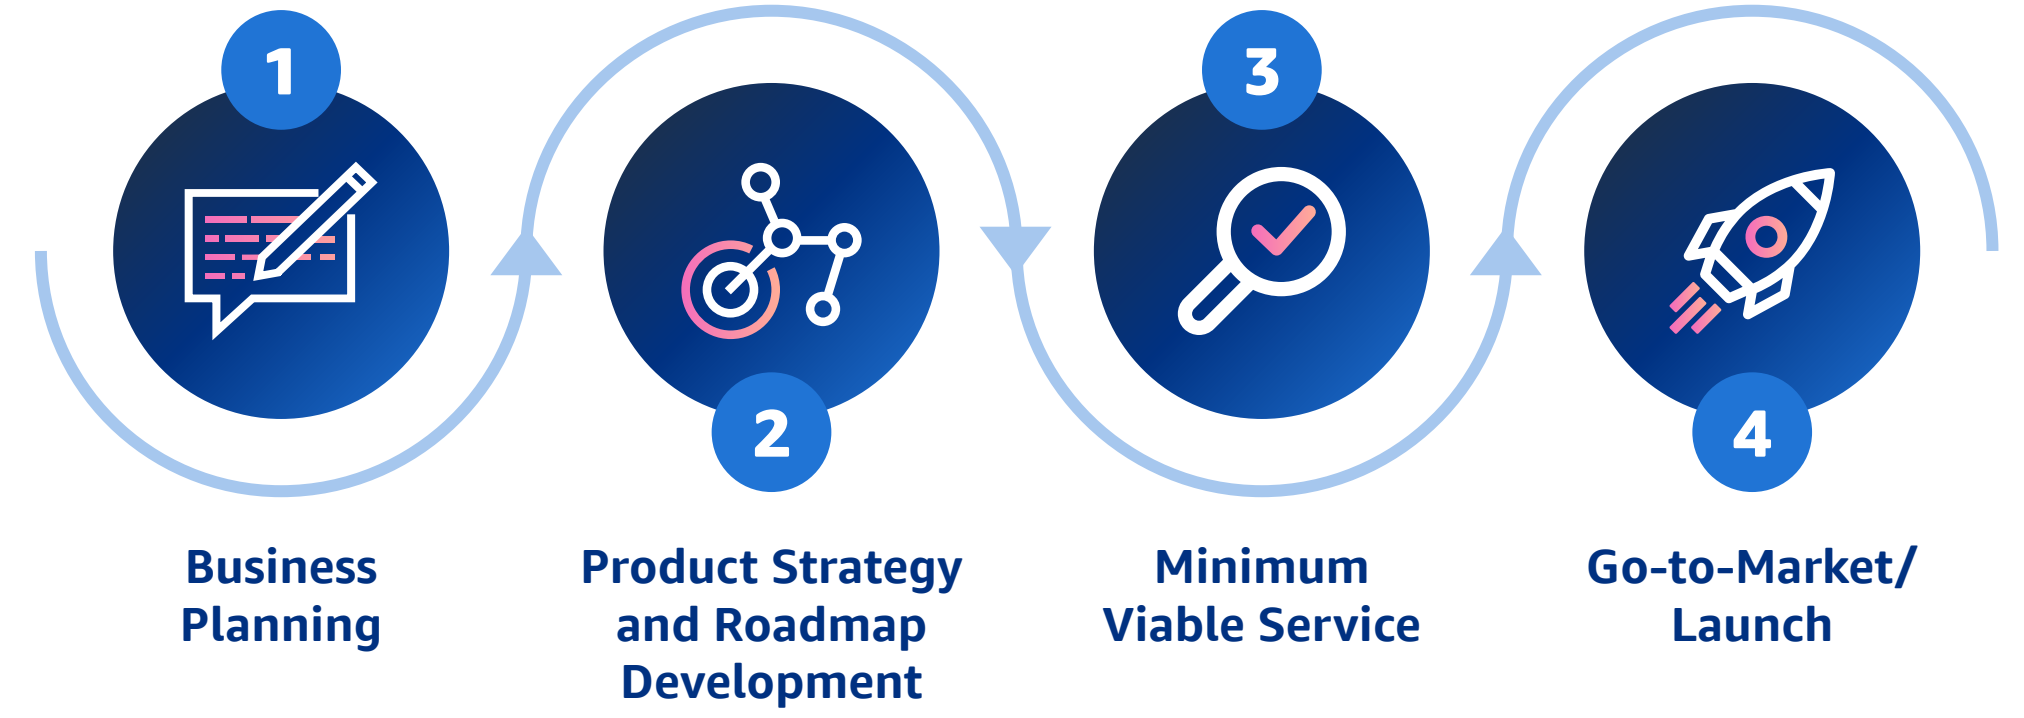 1
Business
Planning
2
Product Strategy
and Roadmap
Development
3
Minimum
Viable Service
4
Go-to-Market/
Launch